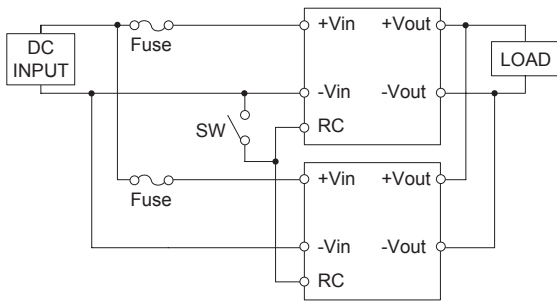 DC
INPUT
Fuse
+Vin
+Vout
LOAD
-Vin
-Vout
SW
RC
Fuse
+Vin
+Vout
-Vin
-Vout
RC